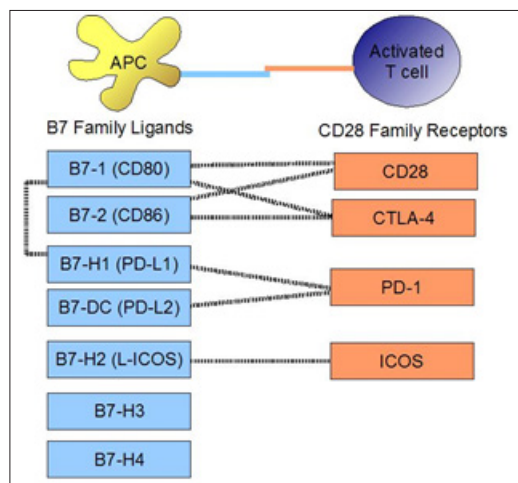 APC
Activated
T cell
B7 Family Ligands
CD28 Family Receptors
B7-1 (CD80)
CD28
B7-2 (CD86)
CTLA-4
B7-H1 (PD-L1)
PD-1
B7-DC (PD-L2)
B7-H2 (L-ICOS)
ICOS
B7-H3
B7-H4